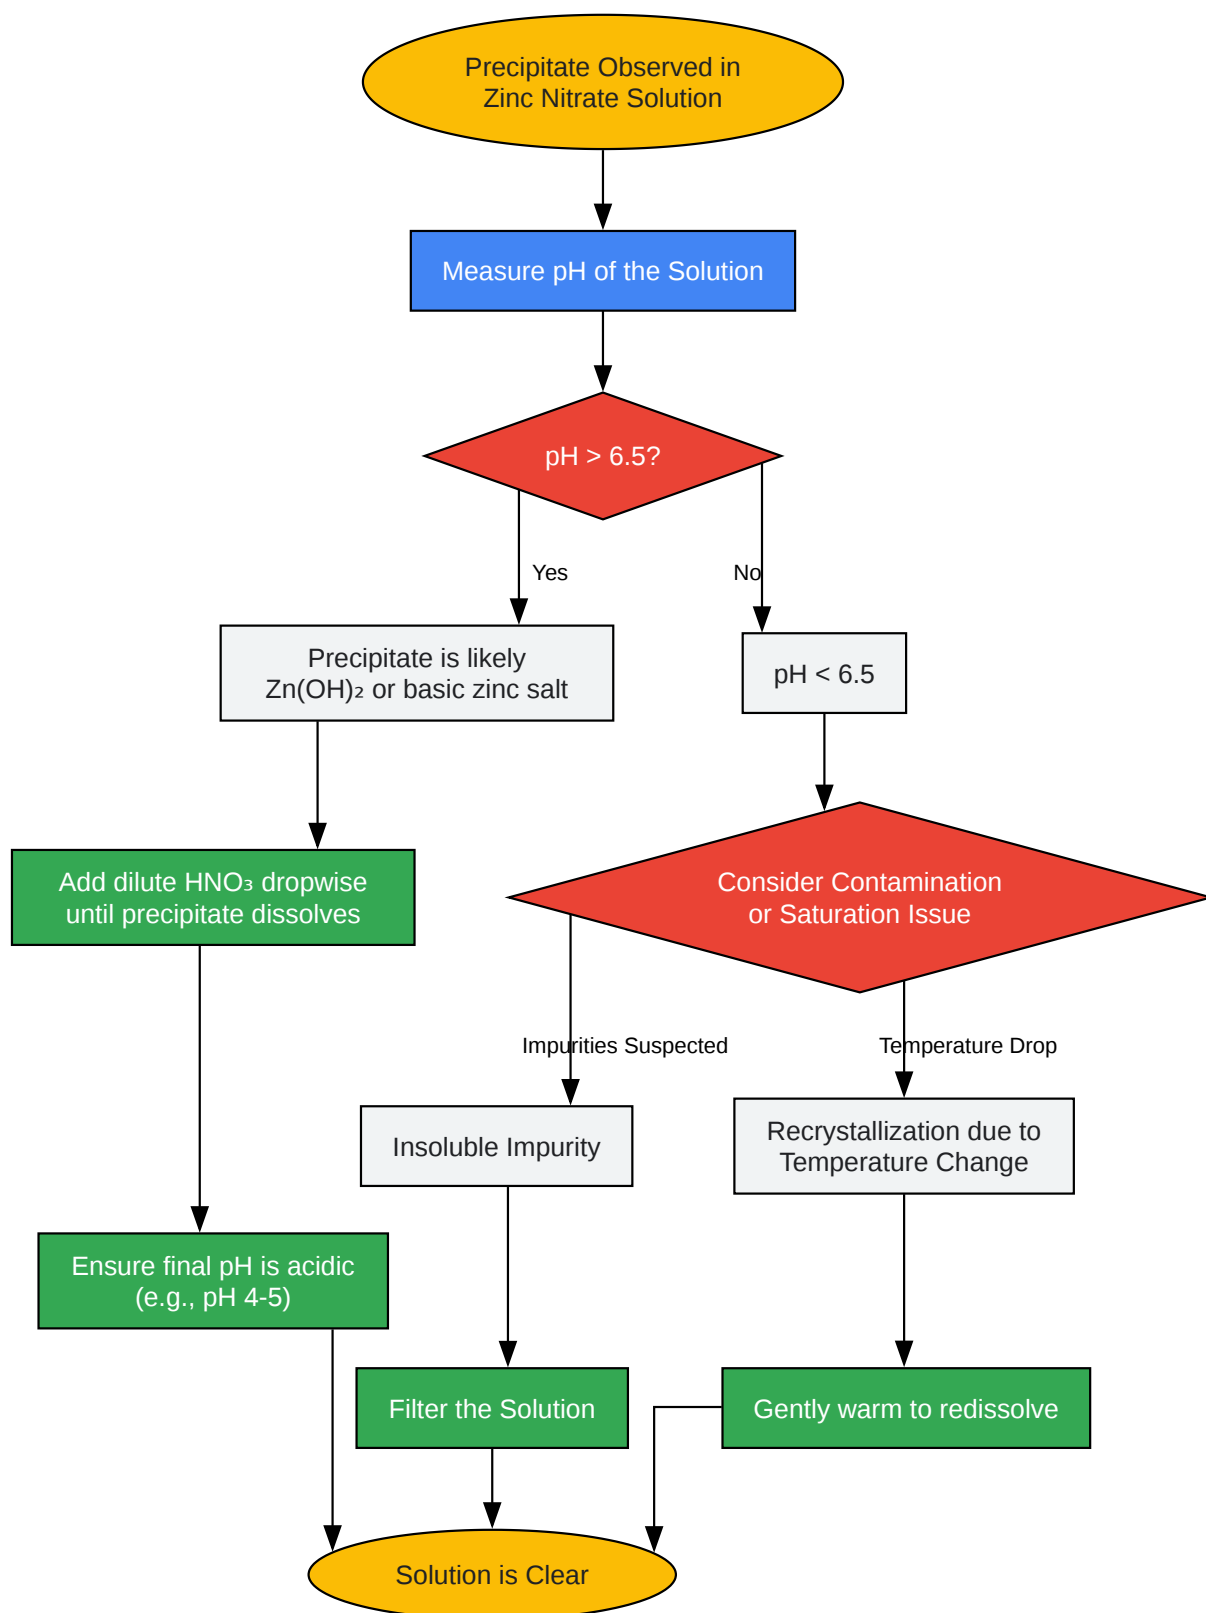 Precipitate Observed in
Zinc Nitrate Solution
Measure pH of the Solution
pH > 6.5?
Yes
No
Precipitate is likely
Zn(OH)₂ or basic zinc salt
pH < 6.5
Add dilute HNO₃ dropwise
until precipitate dissolves
Consider Contamination
or Saturation Issue
Impurities Suspected
Temperature Drop
Insoluble Impurity
Recrystallization due to
Temperature Change
Ensure final pH is acidic
(e.g., pH 4-5)
Filter the Solution
Gently warm to redissolve
Solution is Clear